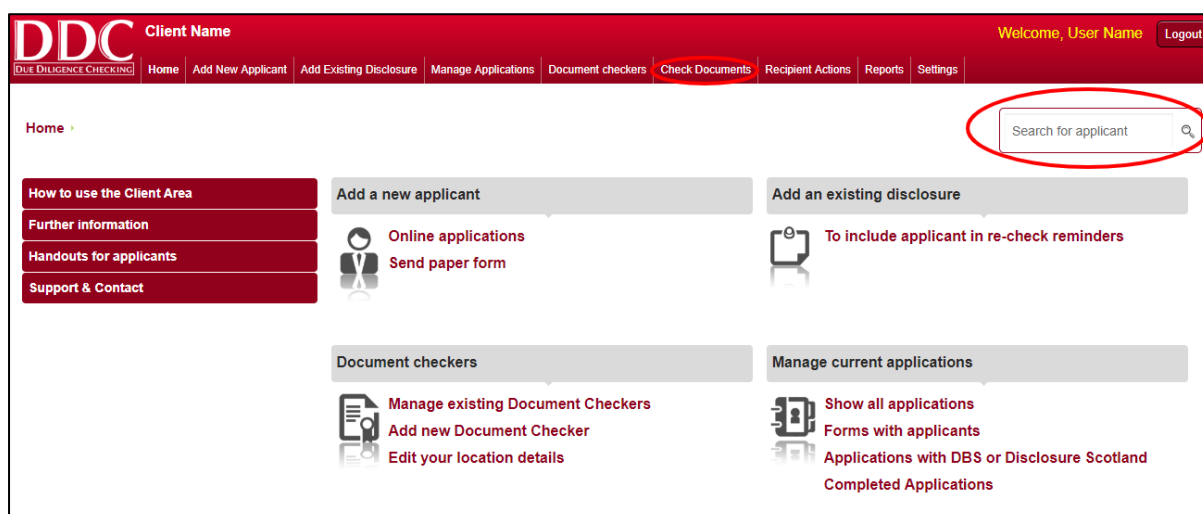 DDC
DUE DILIGENCE CHECKING
Client Name
Welcome, User Name
Logout
Home Add New Applicant Add Existing Disclosure Manage Applications Document checkers Check Documents Recipient Actions Reports Settings
Home
Search for applicant
How to use the Client Area
Further information
Handouts for applicants
Support & Contact
Add a new applicant
Online applications
Send paper form
Add an existing disclosure
To include applicant in re-check reminders
Document checkers
Manage existing Document Checkers
Add new Document Checker
Edit your location details
Manage current applications
Show all applications
Forms with applicants
Applications with DBS or Disclosure Scotland
Completed Applications